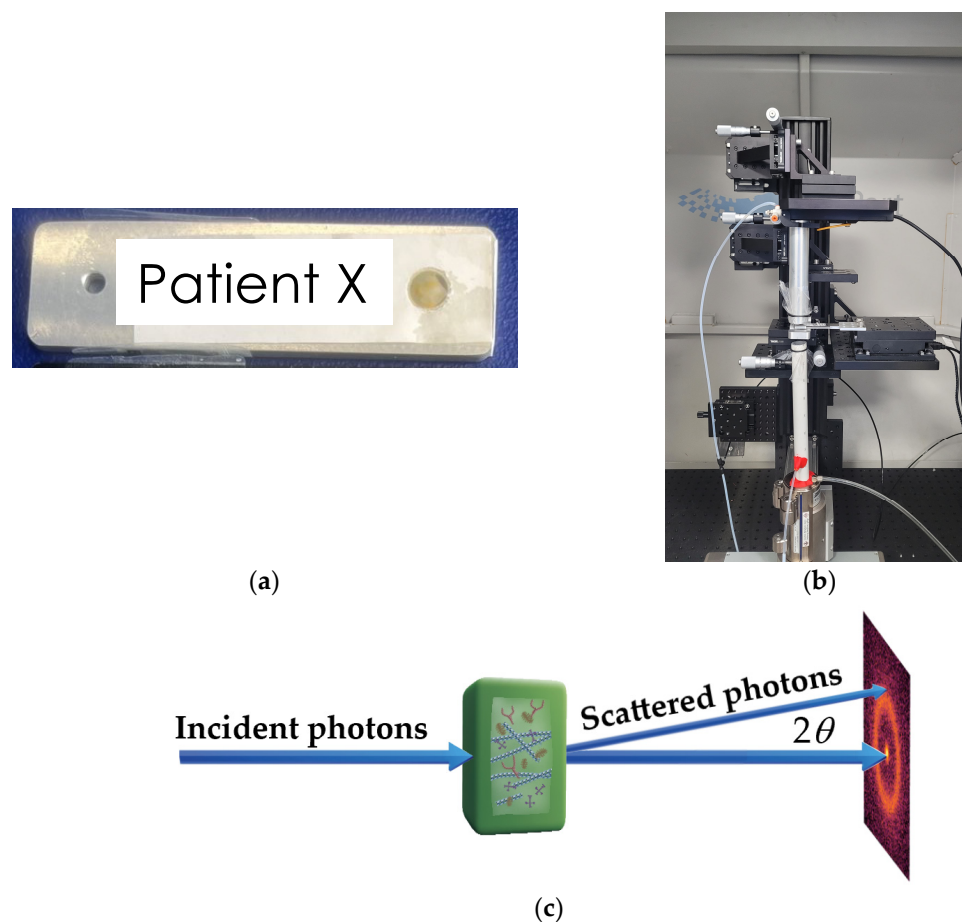 Patient X
(a)
(b)
Incident photons
Scattered photons
2θ
(c)